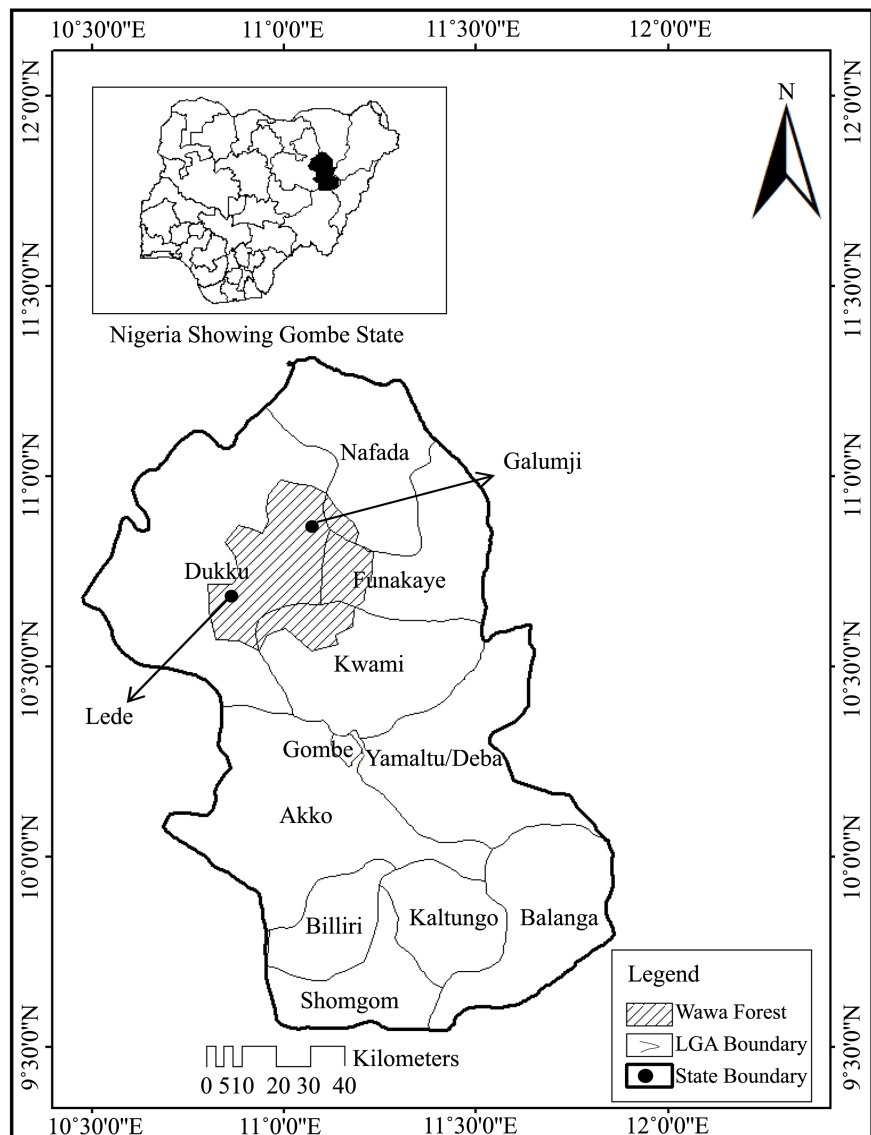 10°30'0"E 11°0'0"E 11°30'0"E 12°0'0"E
12°0'0"N 12°0'0"N
N
11°30'0"N 11°30'0"N
Nigeria Showing Gombe State
Nafada
Galumji
11°0'0"N 11°0'0"N
Dukku
Funakaye
Kwami
10°30'0"N 10°30'0"N
Lede
Gombe
Yamaltu/Deba
Akko
10°0'0"N 10°0'0"N
Billiri
Kaltungo
Balanga
Shomgom
Legend
Wawa Forest
LGA Boundary
State Boundary
9°30'0"N 9°30'0"N
Kilometers
0 5 10 20 30 40
10°30'0"E 11°0'0"E 11°30'0"E 12°0'0"E